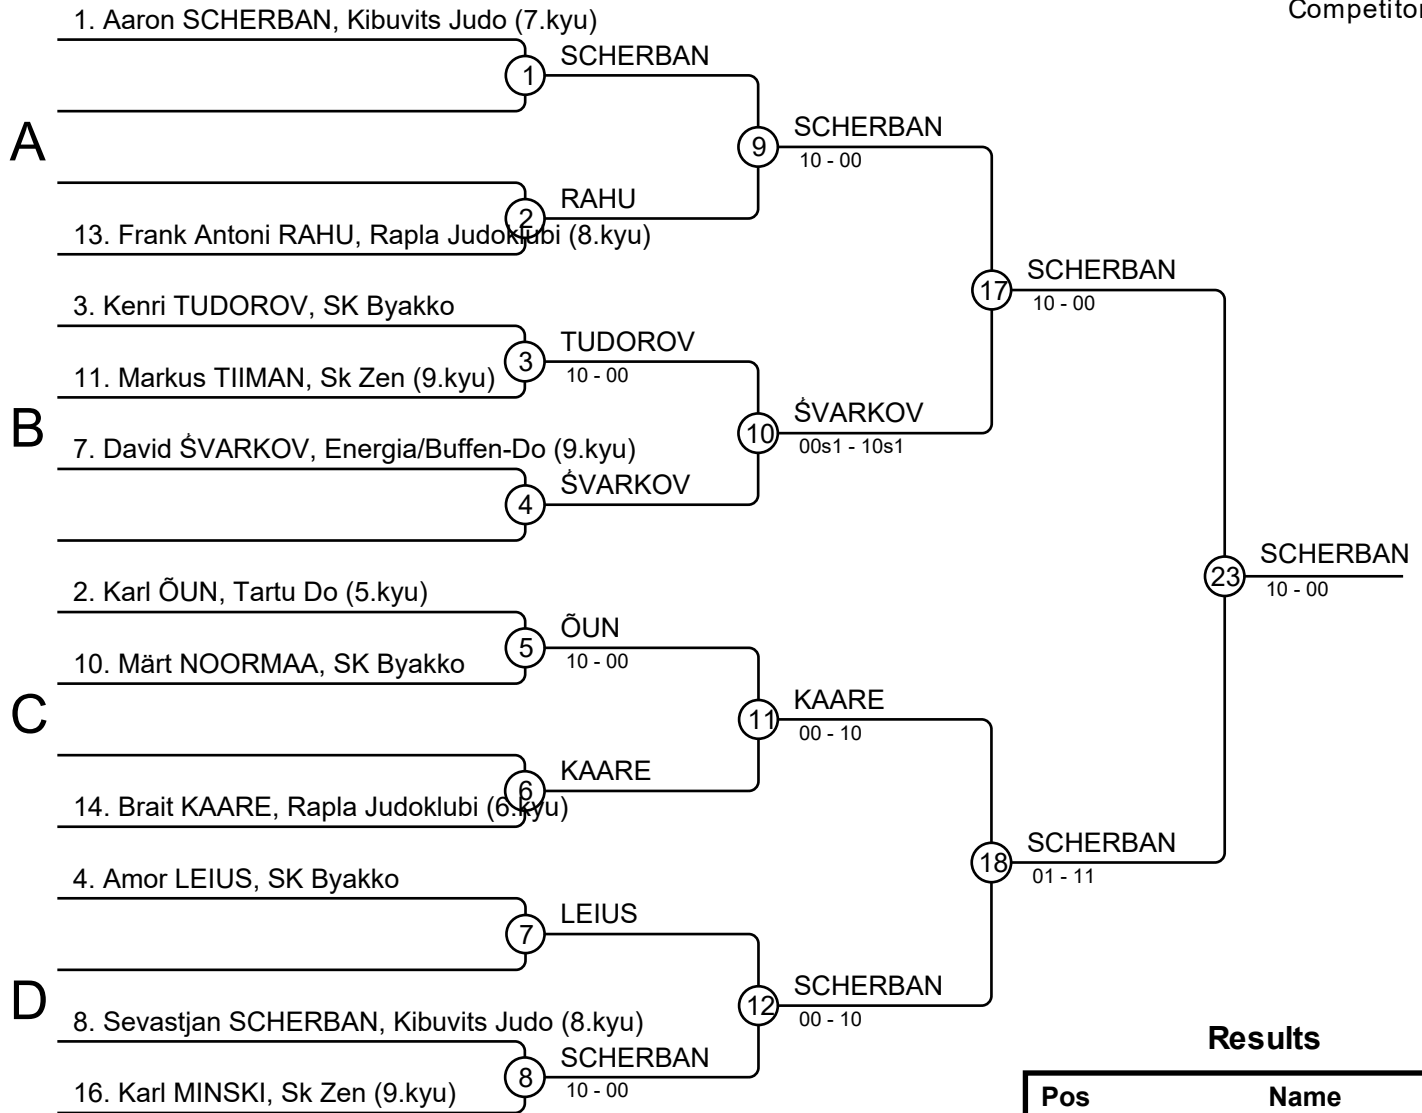 Competitor
1. Aaron SCHERBAN, Kibuvits Judo (7.kyu)
SCHERBAN
1
A
SCHERBAN
9
10 - 00
RAHU
2
13. Frank Antoni RAHU, Rapla Judoklubi (8.kyu)
SCHERBAN
17
10 - 00
3. Kenri TUDOROV, SK Byakko
TUDOROV
3
10 - 00
11. Markus TIIMAN, Sk Zen (9.kyu)
B
ŚVARKOV
10
00s1 - 10s1
7. David ŚVARKOV, Energia/Buffen-Do (9.kyu)
ŚVARKOV
4
SCHERBAN
23
10 - 00
2. Karl ÕUN, Tartu Do (5.kyu)
ÕUN
5
10 - 00
10. Märt NOORMAA, SK Byakko
C
KAARE
11
00 - 10
KAARE
6
14. Brait KAARE, Rapla Judoklubi (6.kyu)
SCHERBAN
18
01 - 11
4. Amor LEIUS, SK Byakko
LEIUS
7
D
SCHERBAN
12
00 - 10
8. Sevastjan SCHERBAN, Kibuvits Judo (8.kyu)
SCHERBAN
8
10 - 00
16. Karl MINSKI, Sk Zen (9.kyu)
Results
Pos Name